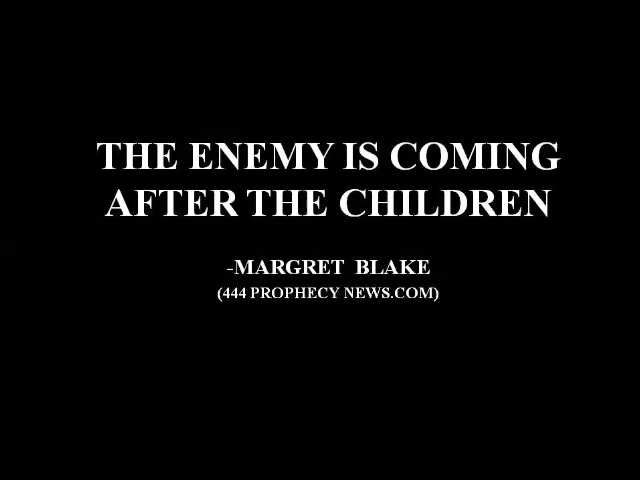 THE ENEMY IS COMING
AFTER THE CHILDREN
-MARGRET BLAKE
(444 PROPHECY NEWS.COM)